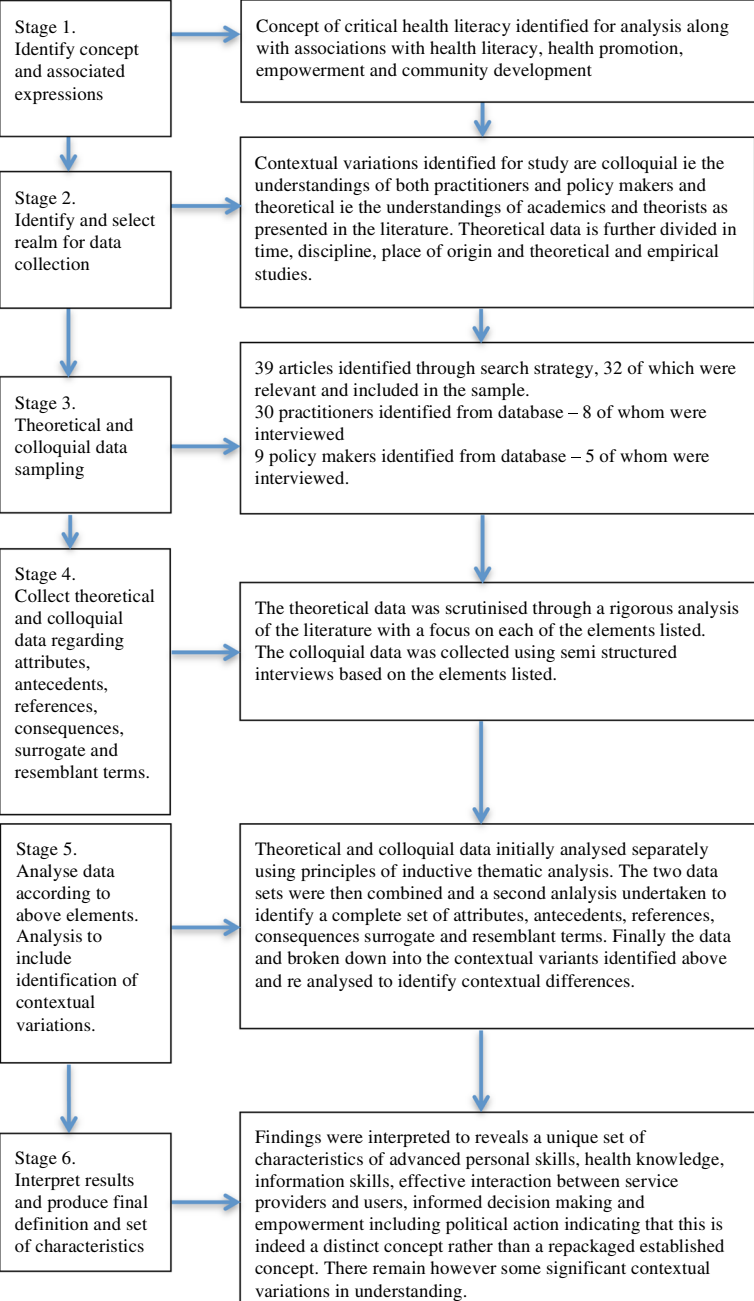 Stage 1.
Identify concept
and associated
expressions
Concept of critical health literacy identified for analysis along
with associations with health literacy, health promotion,
empowerment and community development
Stage 2.
Identify and select
realm for data
collection
Contextual variations identified for study are colloquial ie the
understandings of both practitioners and policy makers and
theoretical ie the understandings of academics and theorists as
presented in the literature. Theoretical data is further divided in
time, discipline, place of origin and theoretical and empirical
studies.
Stage 3.
Theoretical and
colloquial data
sampling
39 articles identified through search strategy, 32 of which were
relevant and included in the sample.
30 practitioners identified from database – 8 of whom were
interviewed
9 policy makers identified from database – 5 of whom were
interviewed.
Stage 4.
Collect theoretical
and colloquial
data regarding
attributes,
antecedents,
references,
consequences,
surrogate and
resemblant terms.
The theoretical data was scrutinised through a rigorous analysis
of the literature with a focus on each of the elements listed.
The colloquial data was collected using semi structured
interviews based on the elements listed.
Stage 5.
Analyse data
according to
above elements.
Analysis to
include
identification of
contextual
variations.
Theoretical and colloquial data initially analysed separately
using principles of inductive thematic analysis. The two data
sets were then combined and a second anlalysis undertaken to
identify a complete set of attributes, antecedents, references,
consequences surrogate and resemblant terms. Finally the data
and broken down into the contextual variants identified above
and re analysed to identify contextual differences.
Stage 6.
Interpret results
and produce final
definition and set
of characteristics
Findings were interpreted to reveals a unique set of
characteristics of advanced personal skills, health knowledge,
information skills, effective interaction between service
providers and users, informed decision making and
empowerment including political action indicating that this is
indeed a distinct concept rather than a repackaged established
concept. There remain however some significant contextual
variations in understanding.